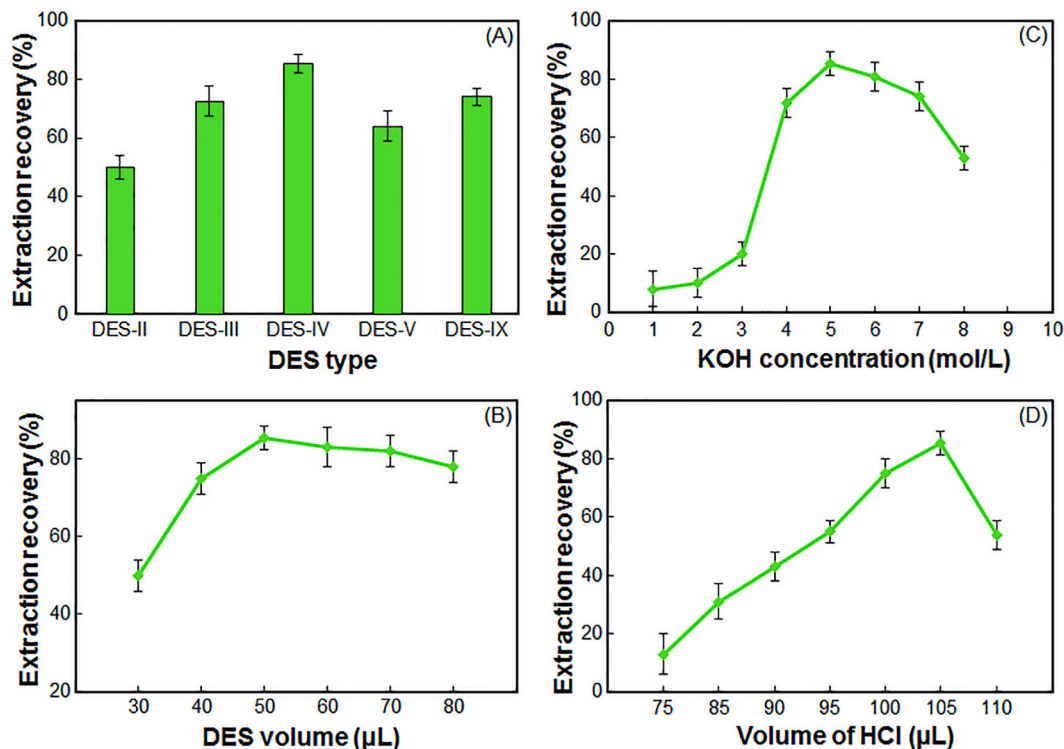 (A)
Extraction recovery (%)
100
80
60
40
20
0
DES-II DES-III DES-IV DES-V DES-IX
DES type
(C)
Extraction recovery (%)
100
80
60
40
20
0
0 1 2 3 4 5 6 7 8 9 10
KOH concentration (mol/L)
(B)
Extraction recovery (%)
80
60
40
20
30 40 50 60 70 80
DES volume (µL)
(D)
Extraction recovery (%)
100
80
60
40
20
0
75 85 90 95 100 105 110
Volume of HCl (µL)